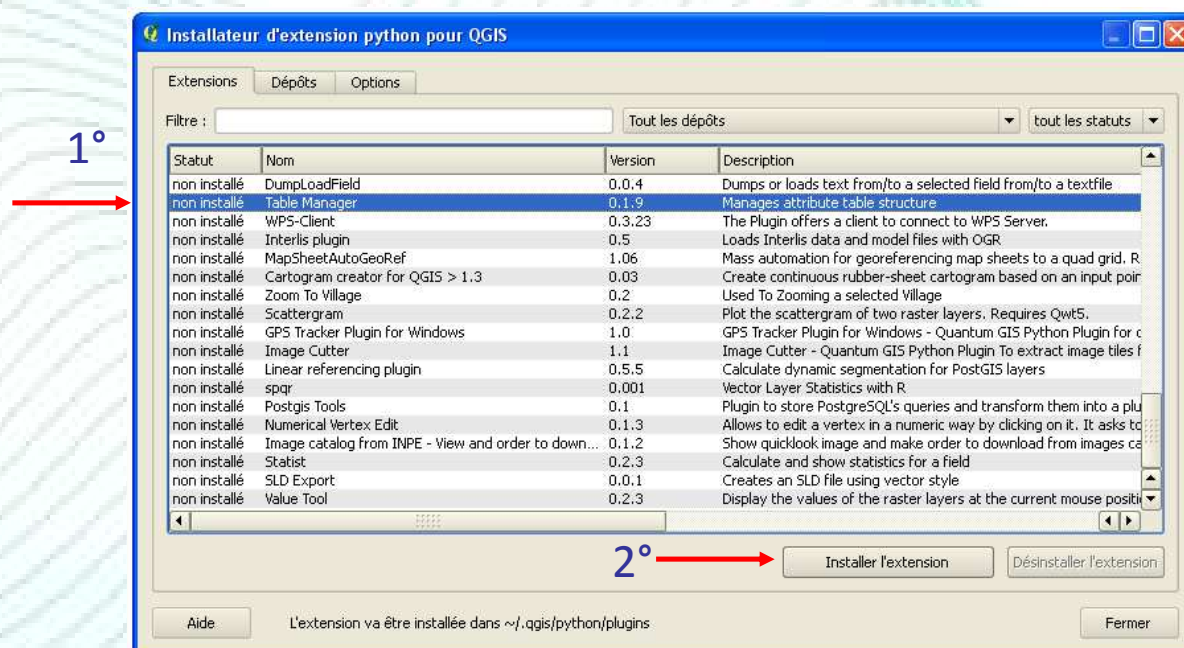 Installateur d'extension python pour QGIS
Extensions Dépôts Options
Filtre : Tout les dépôts tout les statuts
1°
Statut Nom Version Description
non installé DumpLoadField 0.0.4 Dumps or loads text from/to a selected field from/to a textfile
non installé Table Manager 0.1.9 Manages attribute table structure
non installé WPS-Client 0.3.23 The Plugin offers a client to connect to WPS Server.
non installé Interlis plugin 0.5 Loads Interlis data and model files with OGR
non installé MapSheetAutoGeoRef 1.06 Mass automation for georeferencing map sheets to a quad grid. R
non installé Cartogram creator for QGIS > 1.3 0.03 Create continuous rubber-sheet cartogram based on an input poin
non installé Zoom To Village 0.2 Used To Zooming a selected Village
non installé Scattergram 0.2.2 Plot the scattergram of two raster layers. Requires Qwt5.
non installé GPS Tracker Plugin for Windows 1.0 GPS Tracker Plugin for Windows - Quantum GIS Python Plugin for c
non installé Image Cutter 1.1 Image Cutter - Quantum GIS Python Plugin To extract image tiles f
non installé Linear referencing plugin 0.5.5 Calculate dynamic segmentation for PostGIS layers
non installé spqr 0.001 Vector Layer Statistics with R
non installé Postgis Tools 0.1 Plugin to store PostgreSQL's queries and transform them into a plu
non installé Numerical Vertex Edit 0.1.3 Allows to edit a vertex in a numeric way by clicking on it. It asks to
non installé Image catalog from INPE - View and order to down... 0.1.2 Show quicklook image and make order to download from images ca
non installé Statist 0.2.3 Calculate and show statistics for a field
non installé SLD Export 0.0.1 Creates an SLD file using vector style
non installé Value Tool 0.2.3 Display the values of the raster layers at the current mouse positi
2°
Installer l'extension Désinstaller l'extension
Aide L'extension va être installée dans ~/.qgis/python/plugins Fermer